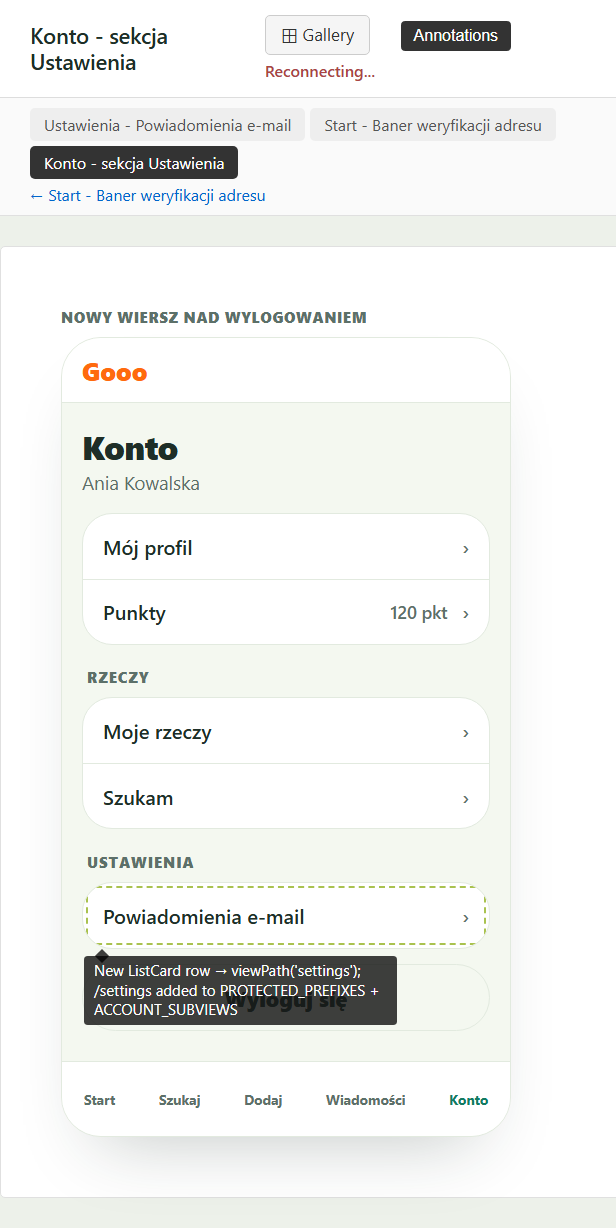 Konto - sekcja
Ustawienia
Gallery
Annotations
Reconnecting...
Ustawienia - Powiadomienia e-mail
Start - Baner weryfikacji adresu
Konto - sekcja Ustawienia
← Start - Baner weryfikacji adresu
NOWY WIERSZ NAD WYLOGOWANIEM
Gooo
Konto
Ania Kowalska
Mój profil ›
Punkty 120 pkt ›
RZECZY
Moje rzeczy ›
Szukam ›
USTAWIENIA
Powiadomienia e-mail ›
New ListCard row → viewPath('settings');
/settings added to PROTECTED_PREFIXES +
ACCOUNT_SUBVIEWS
Wyloguj się
Start Szukaj Dodaj Wiadomości Konto